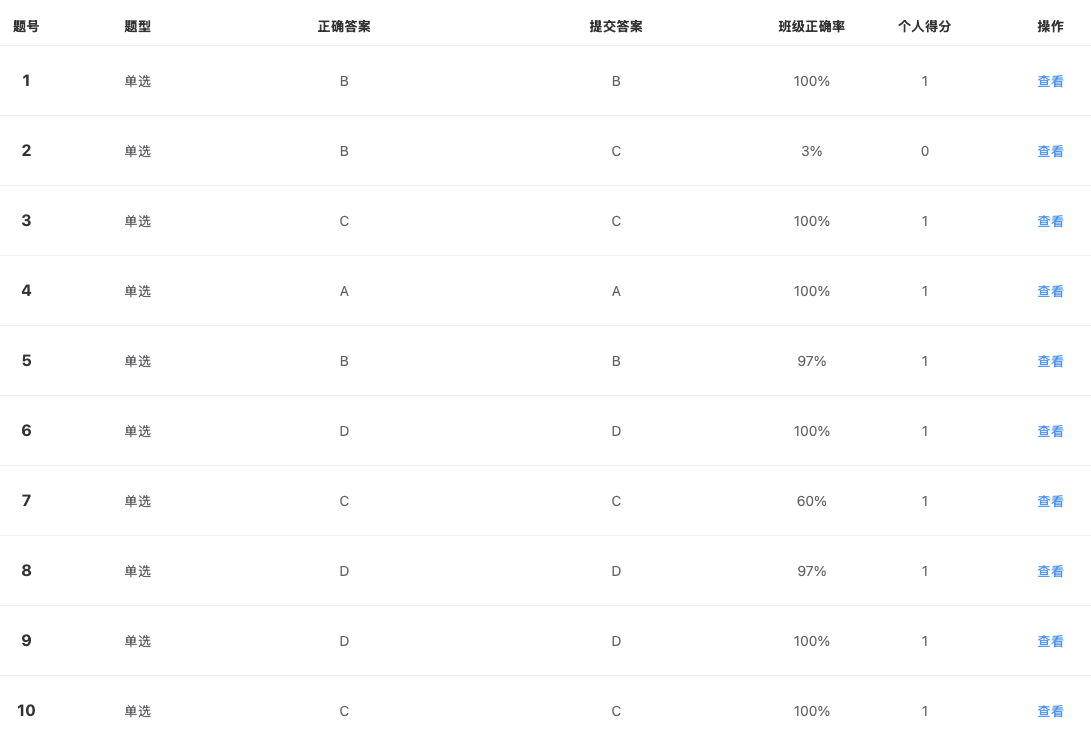 题号 题型 正确答案 提交答案 班级正确率 个人得分 操作
1 单选 B B 100% 1 查看
2 单选 B C 3% 0 查看
3 单选 C C 100% 1 查看
4 单选 A A 100% 1 查看
5 单选 B B 97% 1 查看
6 单选 D D 100% 1 查看
7 单选 C C 60% 1 查看
8 单选 D D 97% 1 查看
9 单选 D D 100% 1 查看
10 单选 C C 100% 1 查看